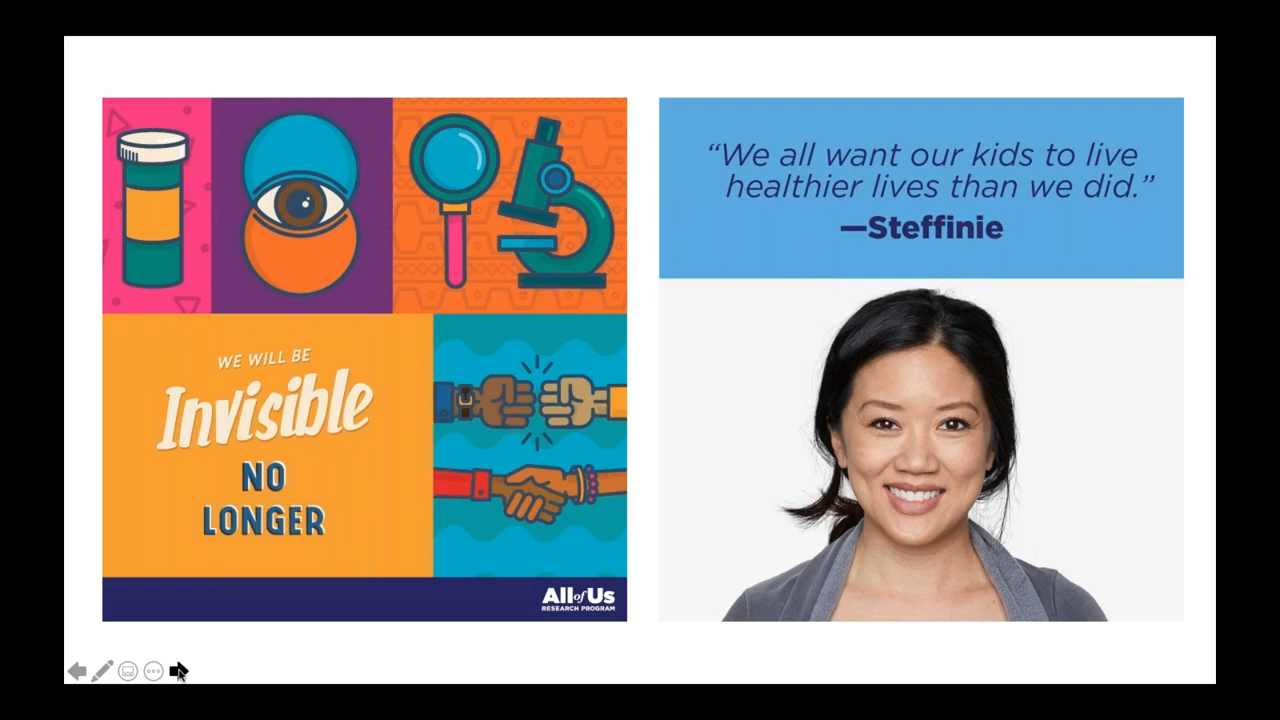 WE WILL BE
Invisible
NO
LONGER
All of Us
RESEARCH PROGRAM
“We all want our kids to live
healthier lives than we did.”
—Steffinie